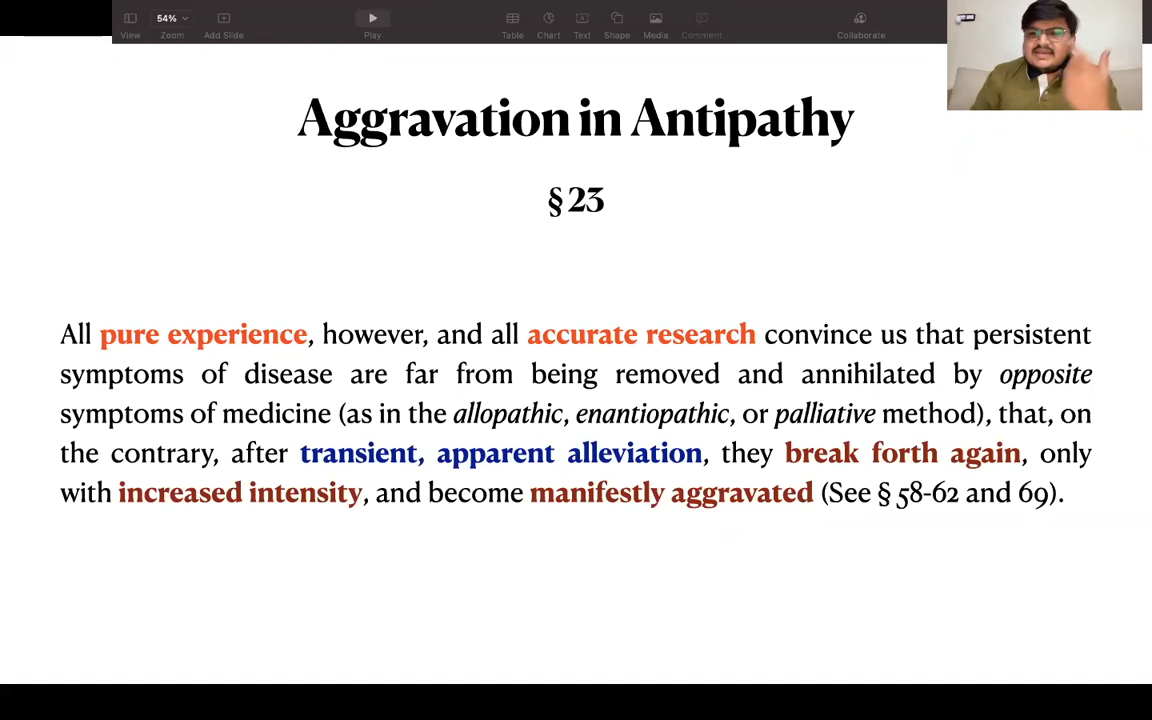 54%
View
Zoom
Add Slide
Play
Table
Chart
Text
Shape
Media
Comment
Collaborate
Aggravation in Antipathy
§ 23
All pure experience, however, and all accurate research convince us that persistent
symptoms of disease are far from being removed and annihilated by opposite
symptoms of medicine (as in the allopathic, enantiopathic, or palliative method), that, on
the contrary, after transient, apparent alleviation, they break forth again, only
with increased intensity, and become manifestly aggravated (See § 58-62 and 69).